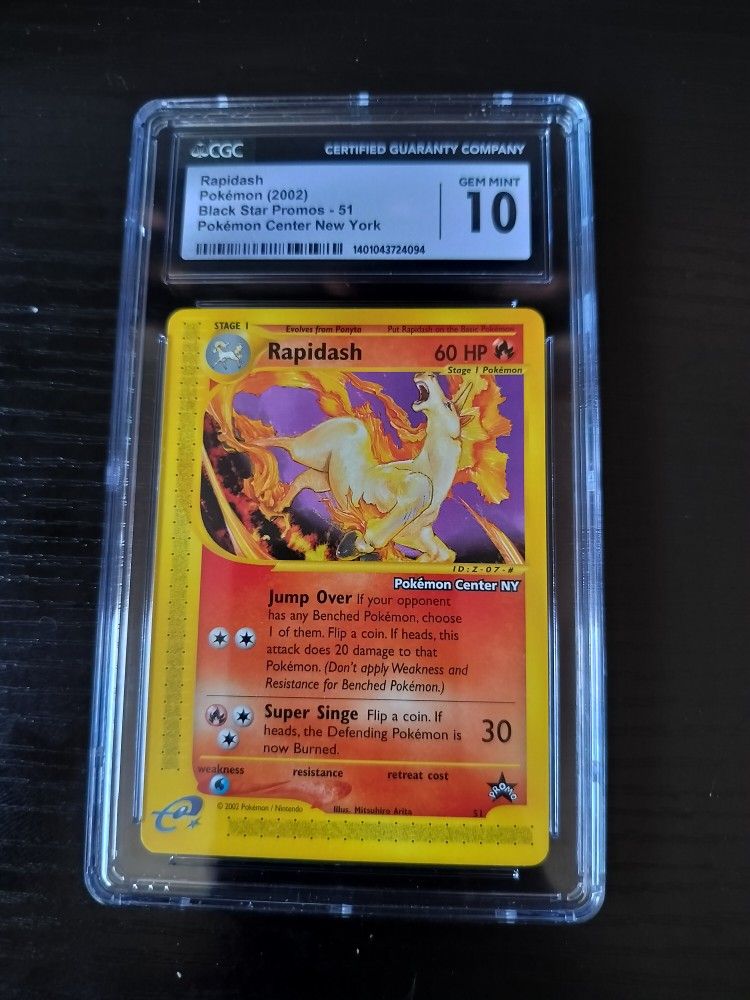 CGC CERTIFIED GUARANTY COMPANY
Rapidash
Pokémon (2002)
Black Star Promos - 51
Pokémon Center New York
GEM MINT
10
1401043724094
STAGE 1 Evolves from Ponyta Put Rapidash on the Basic Pokémon
Rapidash 60 HP
Stage 1 Pokémon
ID:Z-07-#
Pokémon Center NY
Jump Over If your opponent
has any Benched Pokémon, choose
1 of them. Flip a coin. If heads, this
attack does 20 damage to that
Pokémon. (Don't apply Weakness and
Resistance for Benched Pokémon.)
Super Singe Flip a coin. If
heads, the Defending Pokémon is
now Burned.
30
weakness resistance retreat cost
PROMO
© 2002 Pokémon / Nintendo Illus. Mitsuhiro Arita 51
e